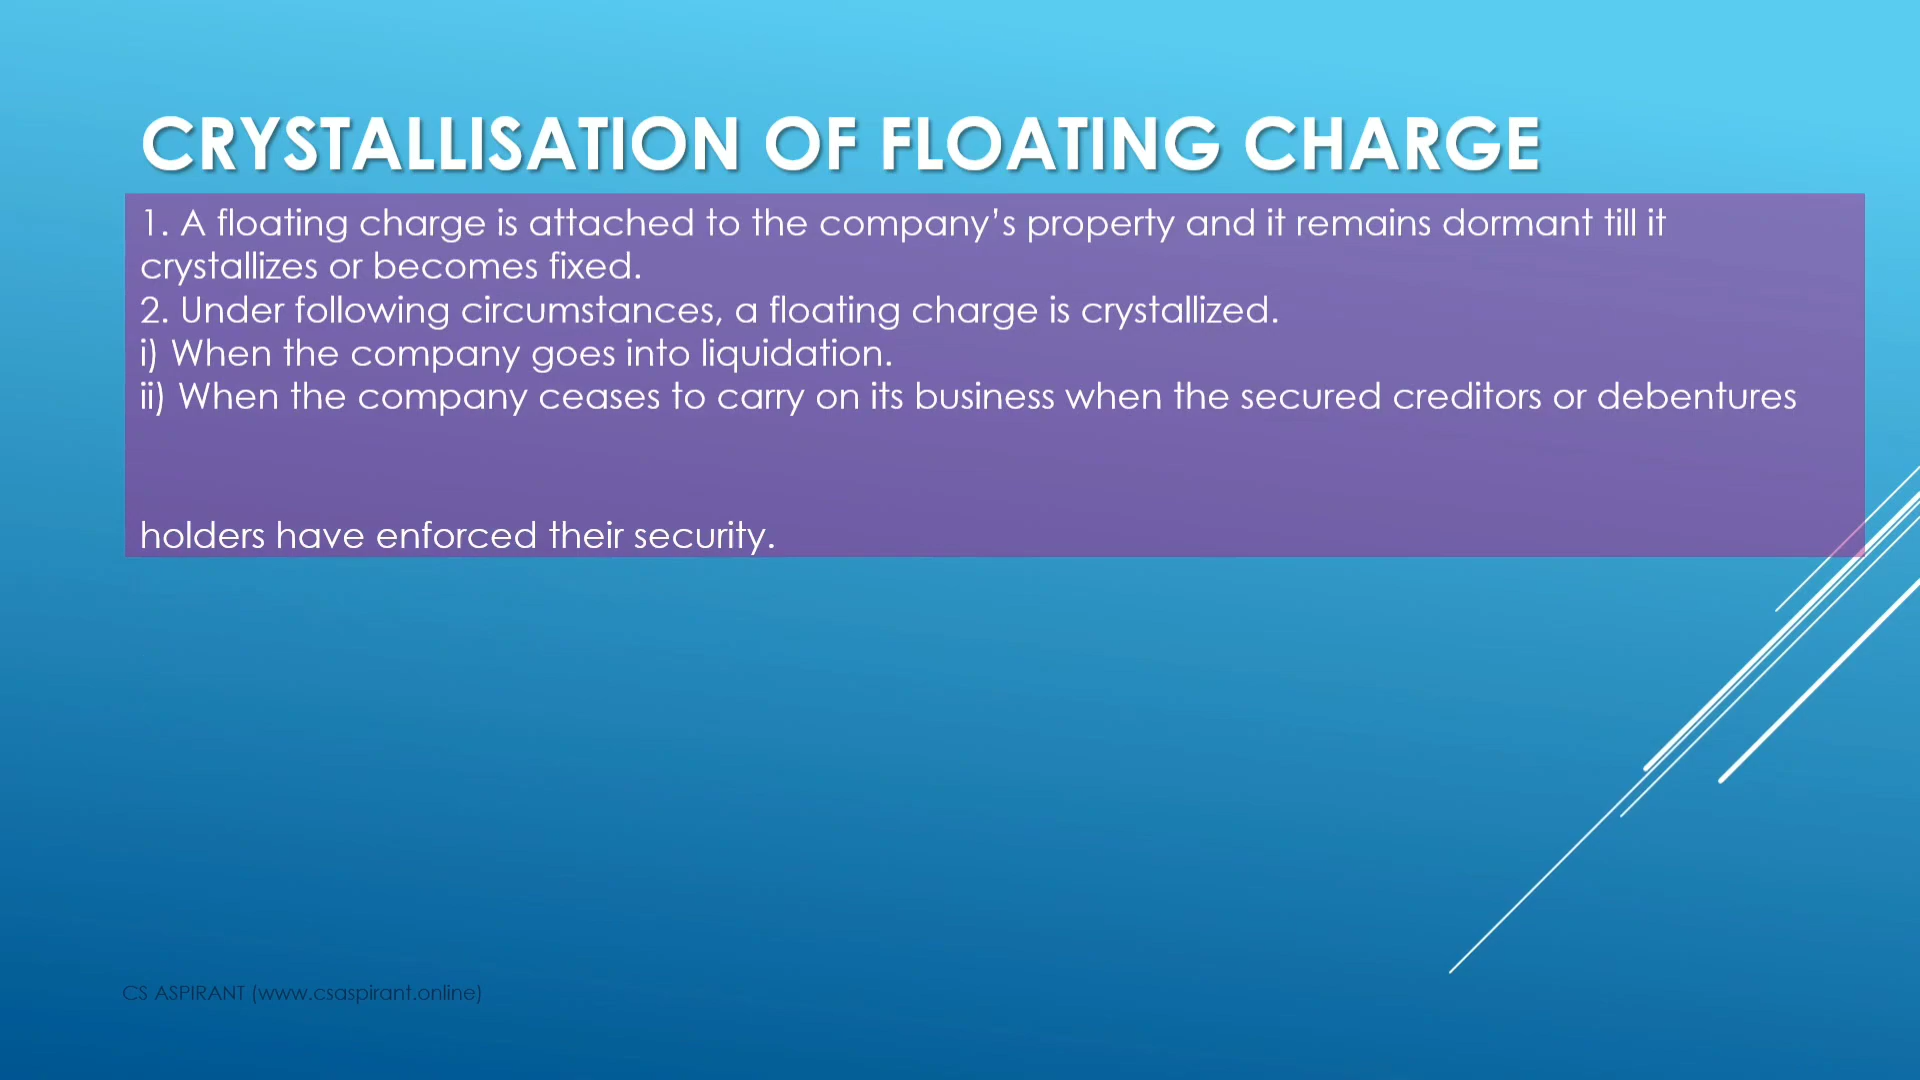 CRYSTALLISATION OF FLOATING CHARGE
1. A floating charge is attached to the company’s property and it remains dormant till it
crystallizes or becomes fixed.
2. Under following circumstances, a floating charge is crystallized.
i) When the company goes into liquidation.
ii) When the company ceases to carry on its business when the secured creditors or debentures
holders have enforced their security.
CS ASPIRANT (www.csaspirant.online)